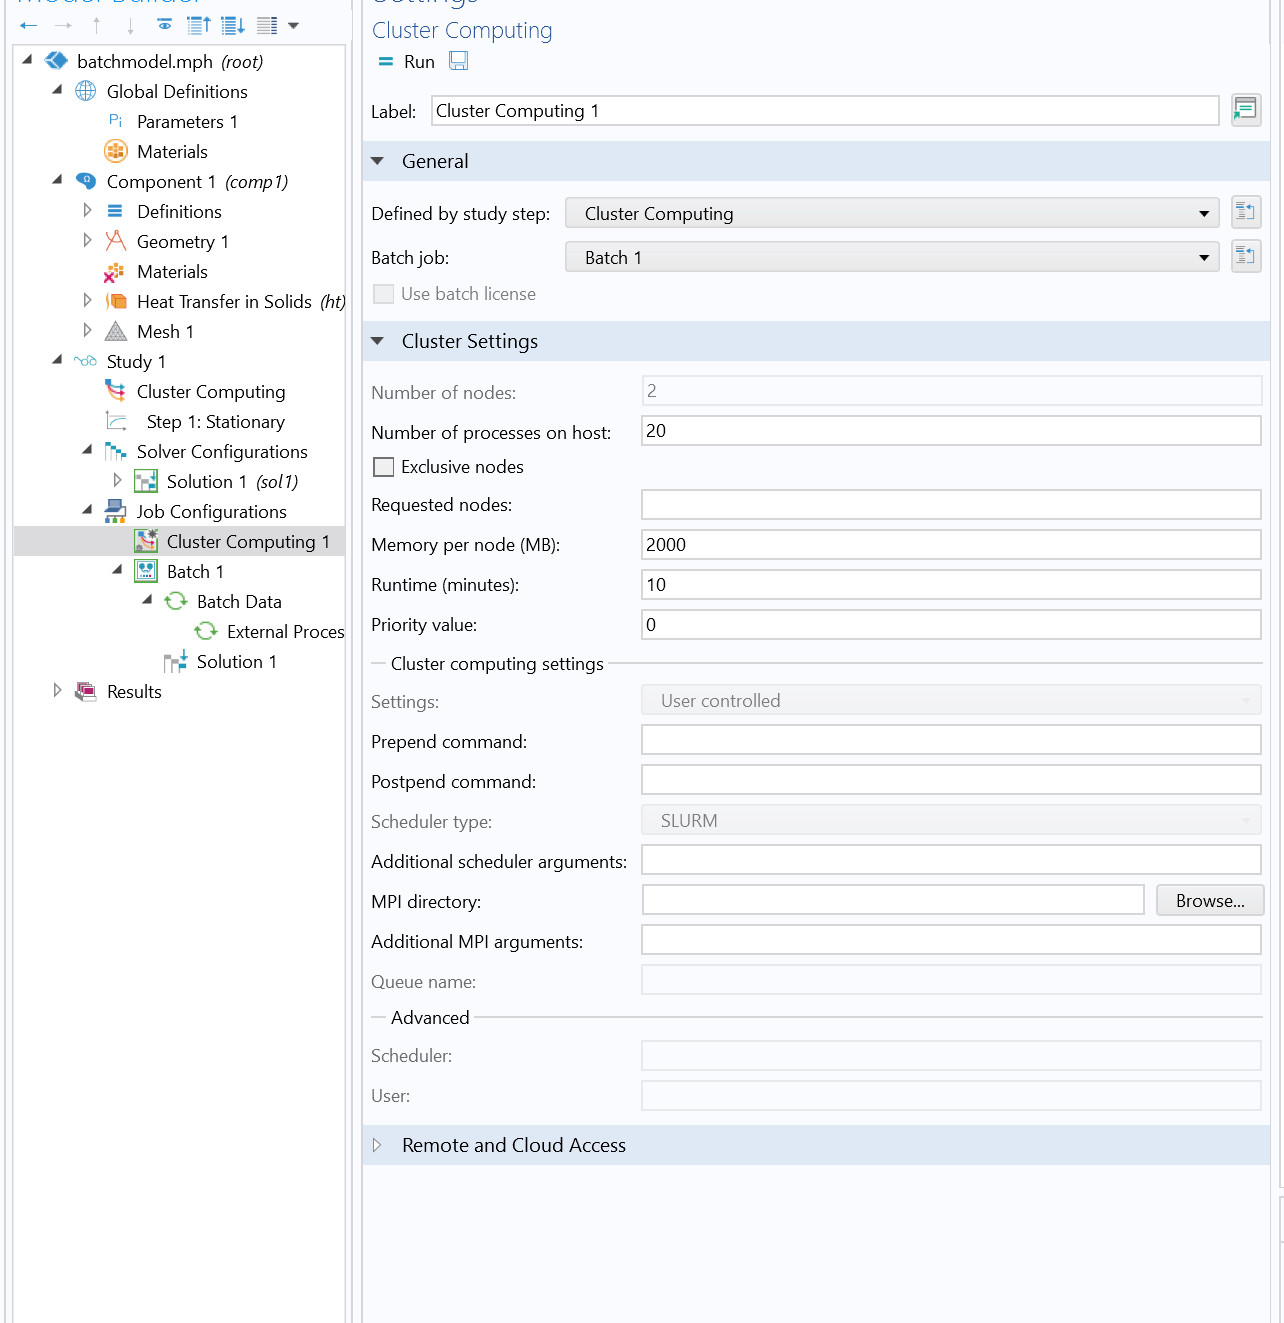 Model Builder
batchmodel.mph (root)
Global Definitions
Pi Parameters 1
Materials
Component 1 (comp1)
Definitions
Geometry 1
Materials
Heat Transfer in Solids (ht)
Mesh 1
Study 1
Cluster Computing
Step 1: Stationary
Solver Configurations
Solution 1 (sol1)
Job Configurations
Cluster Computing 1
Batch 1
Batch Data
External Proces
Solution 1
Results
Settings
Cluster Computing
= Run
Label: Cluster Computing 1
General
Defined by study step: Cluster Computing
Batch job: Batch 1
Use batch license
Cluster Settings
Number of nodes: 2
Number of processes on host: 20
Exclusive nodes
Requested nodes:
Memory per node (MB): 2000
Runtime (minutes): 10
Priority value: 0
Cluster computing settings
Settings: User controlled
Prepend command:
Postpend command:
Scheduler type: SLURM
Additional scheduler arguments:
MPI directory: Browse...
Additional MPI arguments:
Queue name:
Advanced
Scheduler:
User:
Remote and Cloud Access